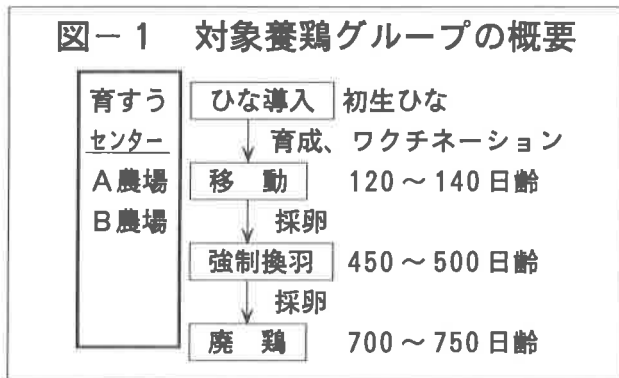 図－1 対象養鶏グループの概要
育すう ひな導入 初生ひな
センター 育成、ワクチネーション
A農場 移動 120～140日齢
B農場 採卵
強制換羽 450～500日齢
採卵
廃鶏 700～750日齢